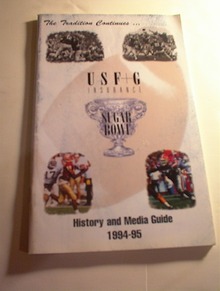 The Tradition Continues ...
USF+G
INSURANCE
SUGAR
BOWL
History and Media Guide
1994-95